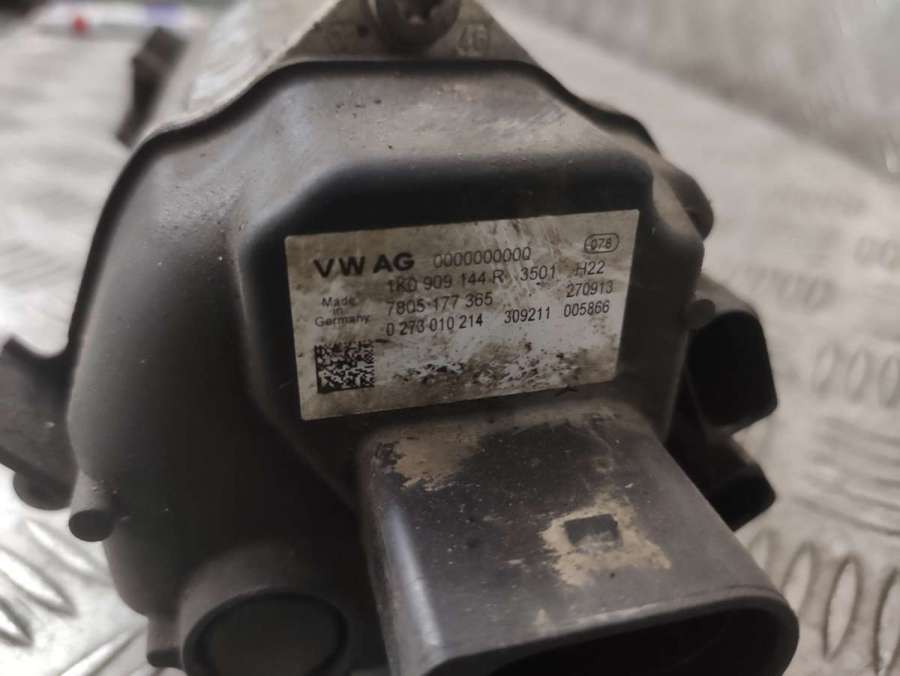 VW AG 0000000000 078
1K0 909 144 R 3501 H22
Made in Germany
7805 177 365 270913
0 273 010 214 309211 005866